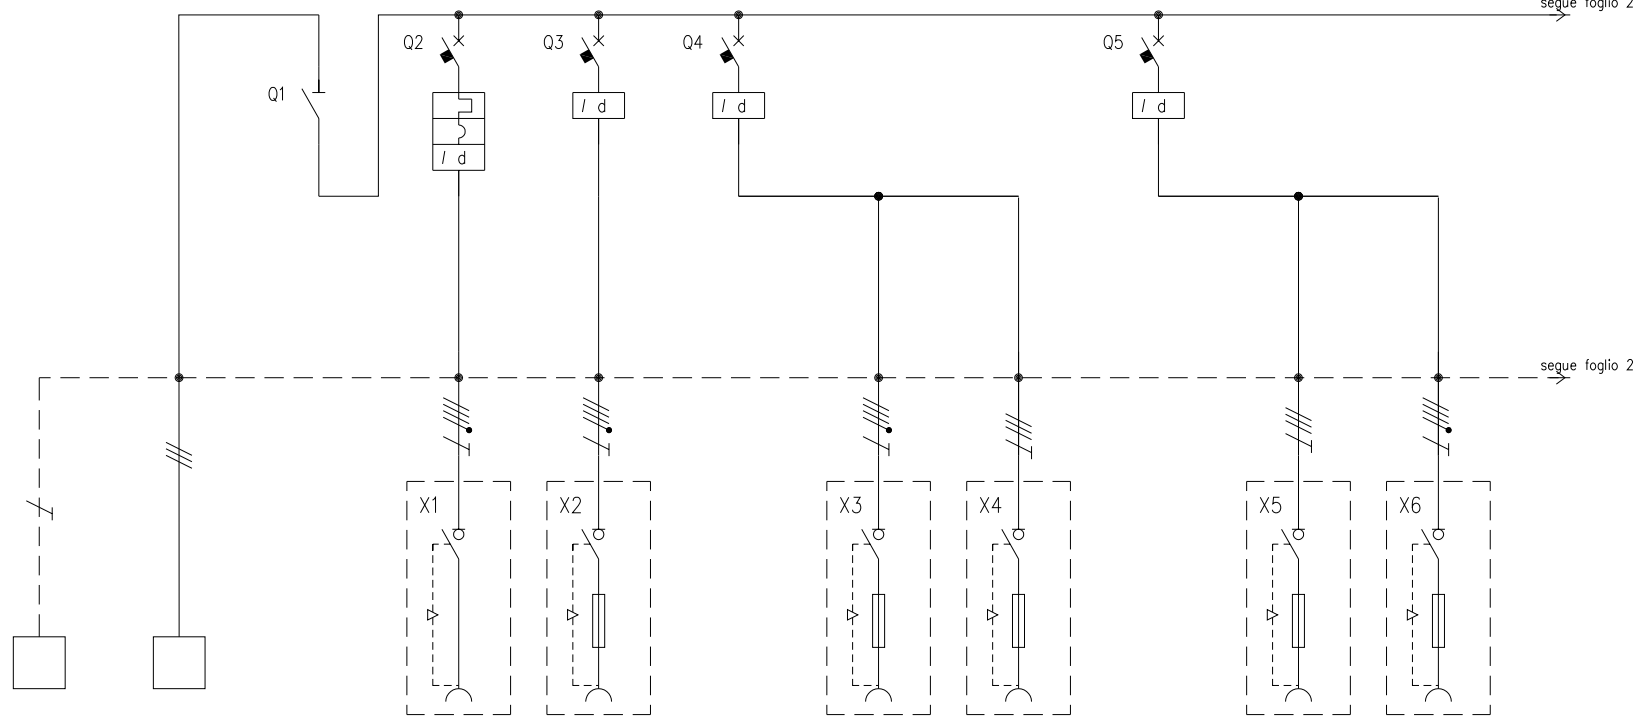 segue foglio 2
Q2
Q3
Q4
Q5
Q1
I d
I d
I d
I d
segue foglio 2
X1
X2
X3
X4
X5
X6